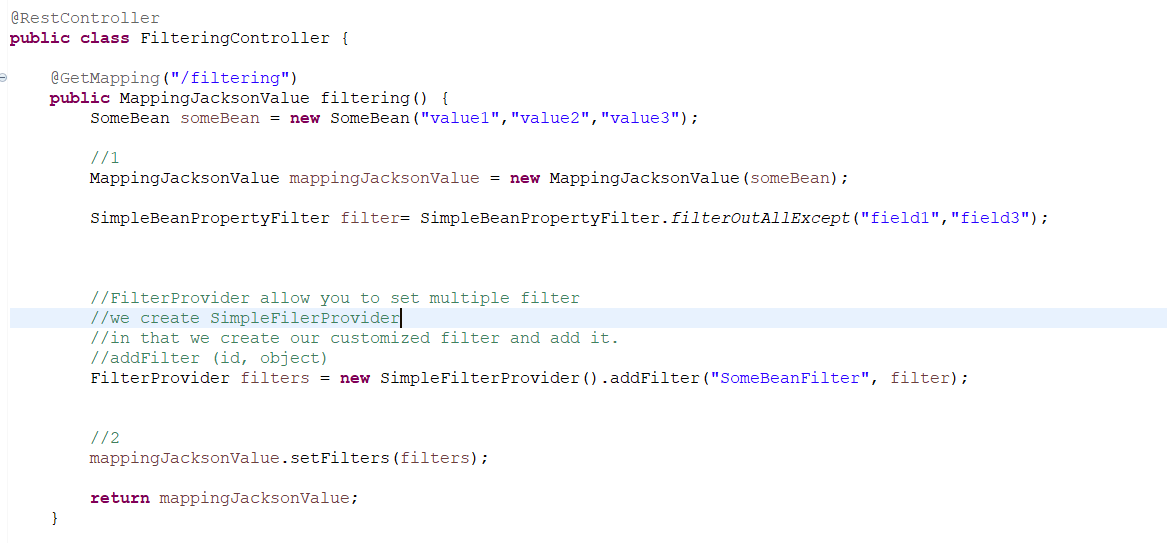 @RestController
public class FilteringController {
@GetMapping("/filtering")
public MappingJacksonValue filtering() {
SomeBean someBean = new SomeBean("value1","value2","value3");
//1
MappingJacksonValue mappingJacksonValue = new MappingJacksonValue(someBean);
SimpleBeanPropertyFilter filter= SimpleBeanPropertyFilter.filterOutAllExcept("field1","field3");
//FilterProvider allow you to set multiple filter
//we create SimpleFilerProvider
//in that we create our customized filter and add it.
//addFilter (id, object)
FilterProvider filters = new SimpleFilterProvider().addFilter("SomeBeanFilter", filter);
//2
mappingJacksonValue.setFilters(filters);
return mappingJacksonValue;
}